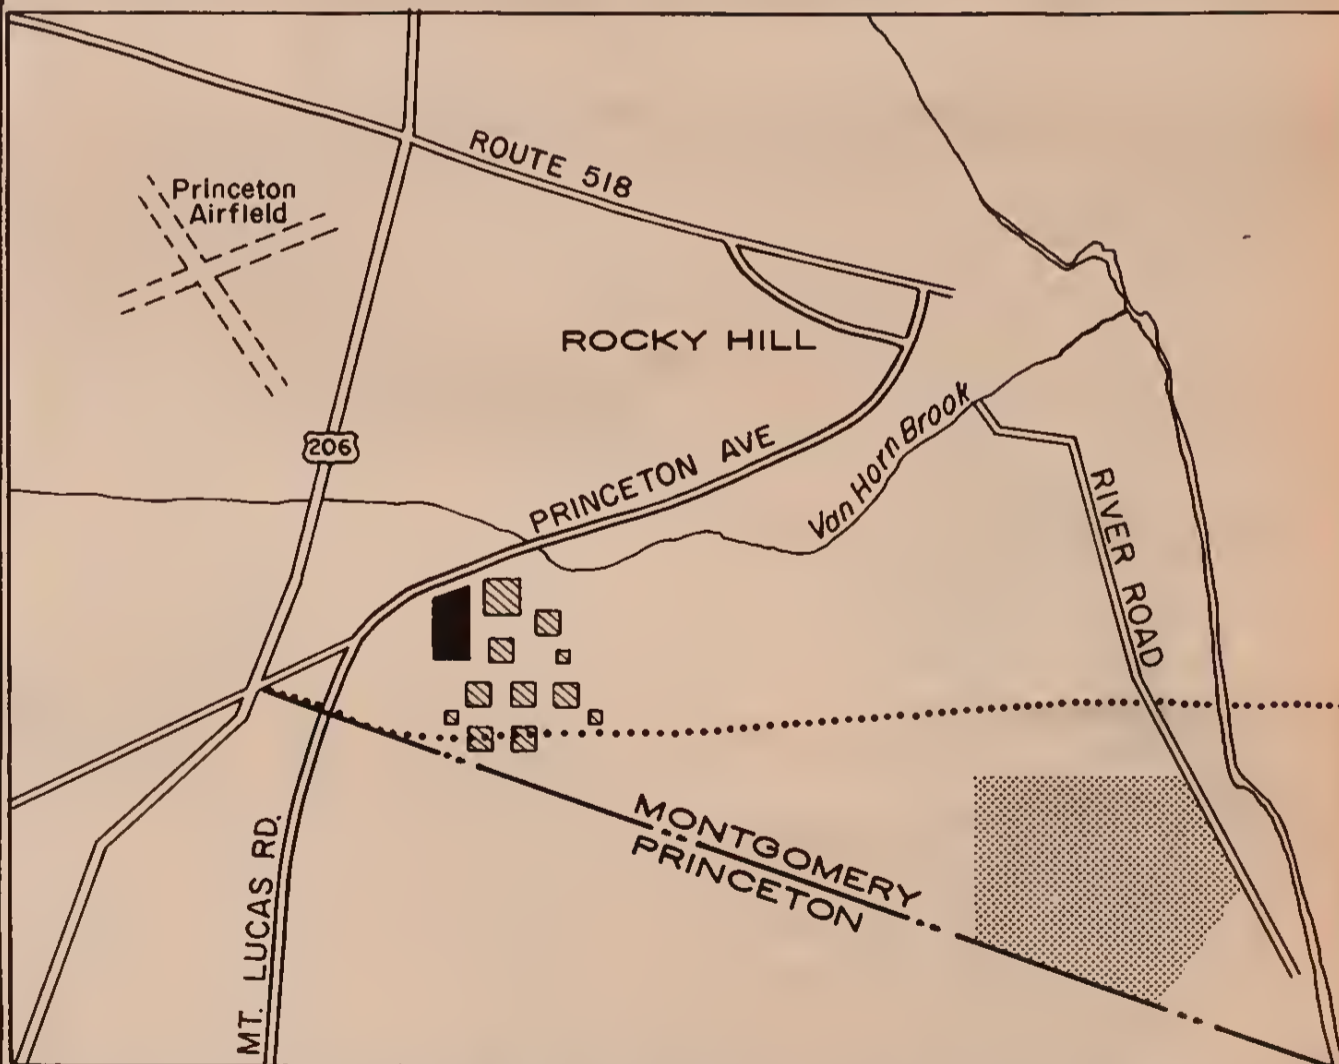 ROUTE 518
Princeton
Airfield
ROCKY HILL
206
PRINCETON AVE
Van Horn Brook
RIVER ROAD
MONTGOMERY
PRINCETON
MT. LUCAS RD.